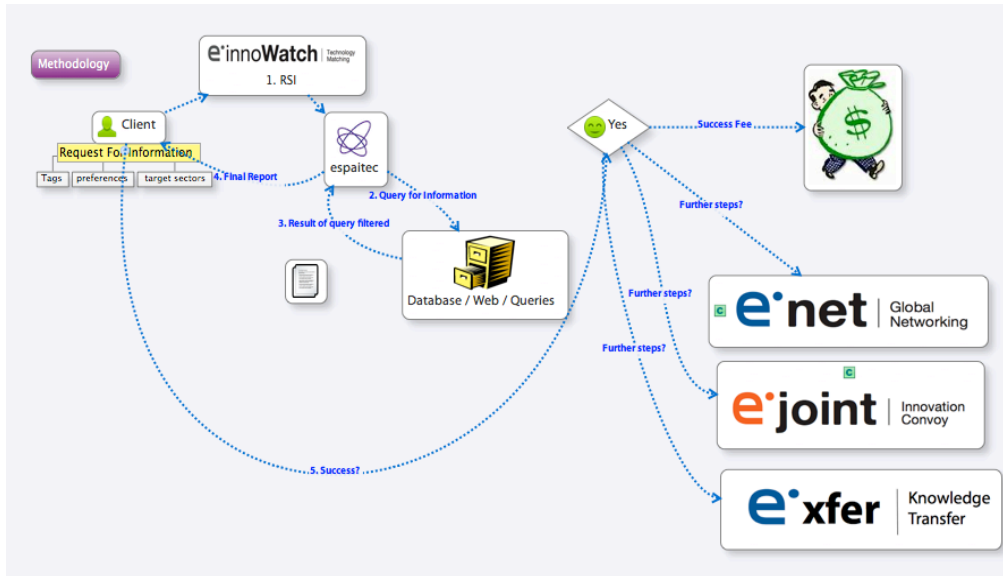 Methodology
e·innoWatch
Technology
Matching
1. RSI
Client
Request For Information
Tags
preferences
target sectors
espaitec
4. Final Report
2. Query for Information
3. Result of query filtered
Database / Web / Queries
5. Success?
Yes
Success Fee
$
Further steps?
Further steps?
Further steps?
C
e·net
Global
Networking
C
e·joint
Innovation
Convoy
e·xfer
Knowledge
Transfer